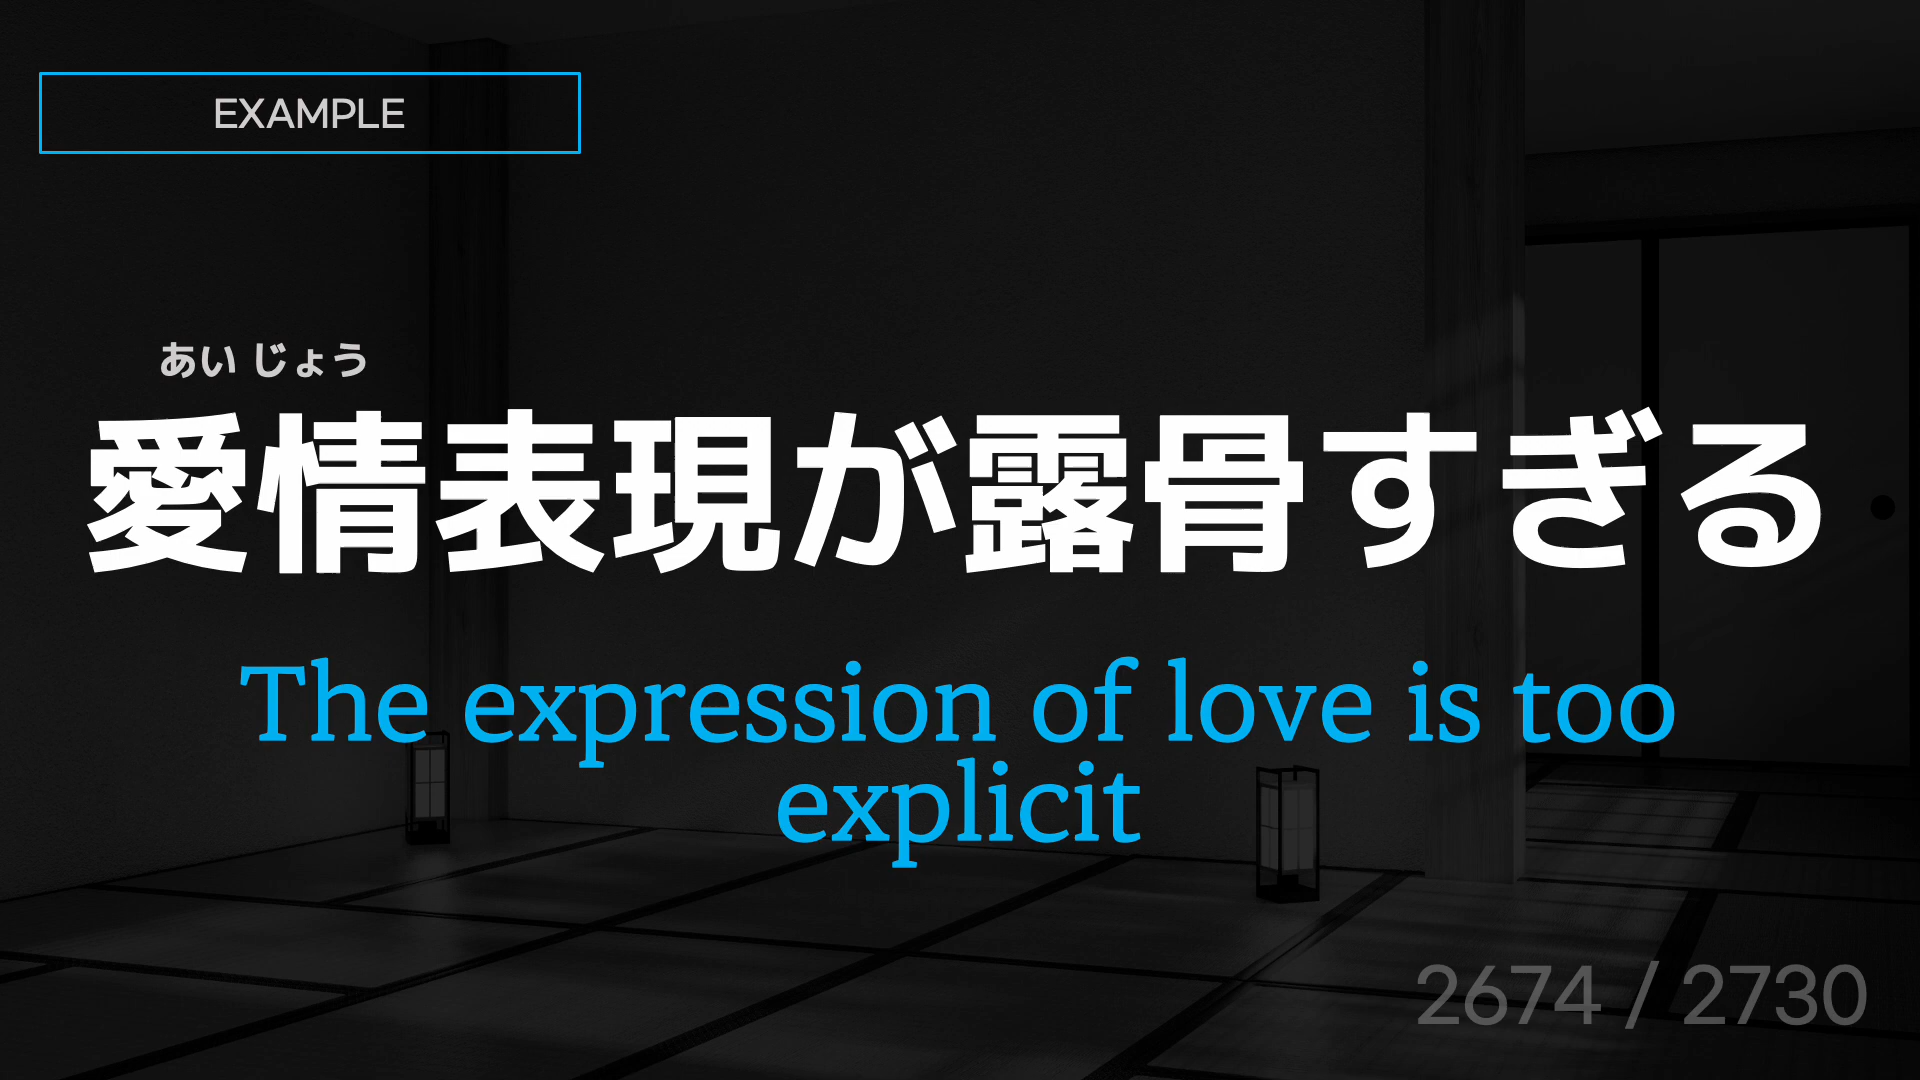 EXAMPLE
あい じょう
愛情表現が露骨すぎる
The expression of love is too
explicit
2674 / 2730